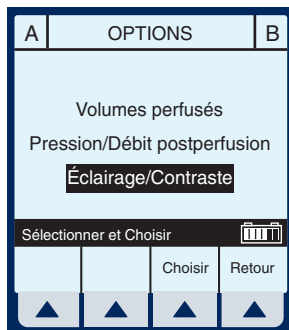 A OPTIONS B
Volumes perfusés
Pression/Débit postperfusion
Éclairage/Contraste
Sélectionner et Choisir
Choisir Retour